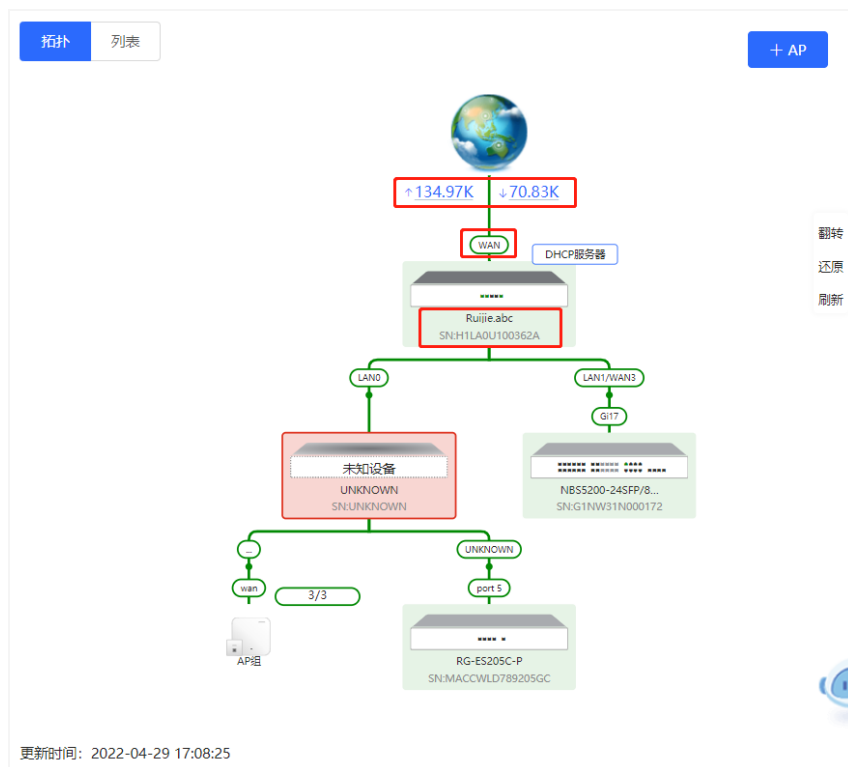 拓扑 列表
+ AP
↑134.97K ↓70.83K
WAN
DHCP服务器
翻转
还原
刷新
Ruijie.abc
SN:H1LA0U100362A
LAN0 LAN1/WAN3
Gi17
未知设备
UNKNOWN NBS5200-24SFP/8...
SN:UNKNOWN SN:G1NW31N000172
... UNKNOWN
wan 3/3 port 5
AP组 RG-ES205C-P
SN:MACCWLD789205GC
更新时间：2022-04-29 17:08:25